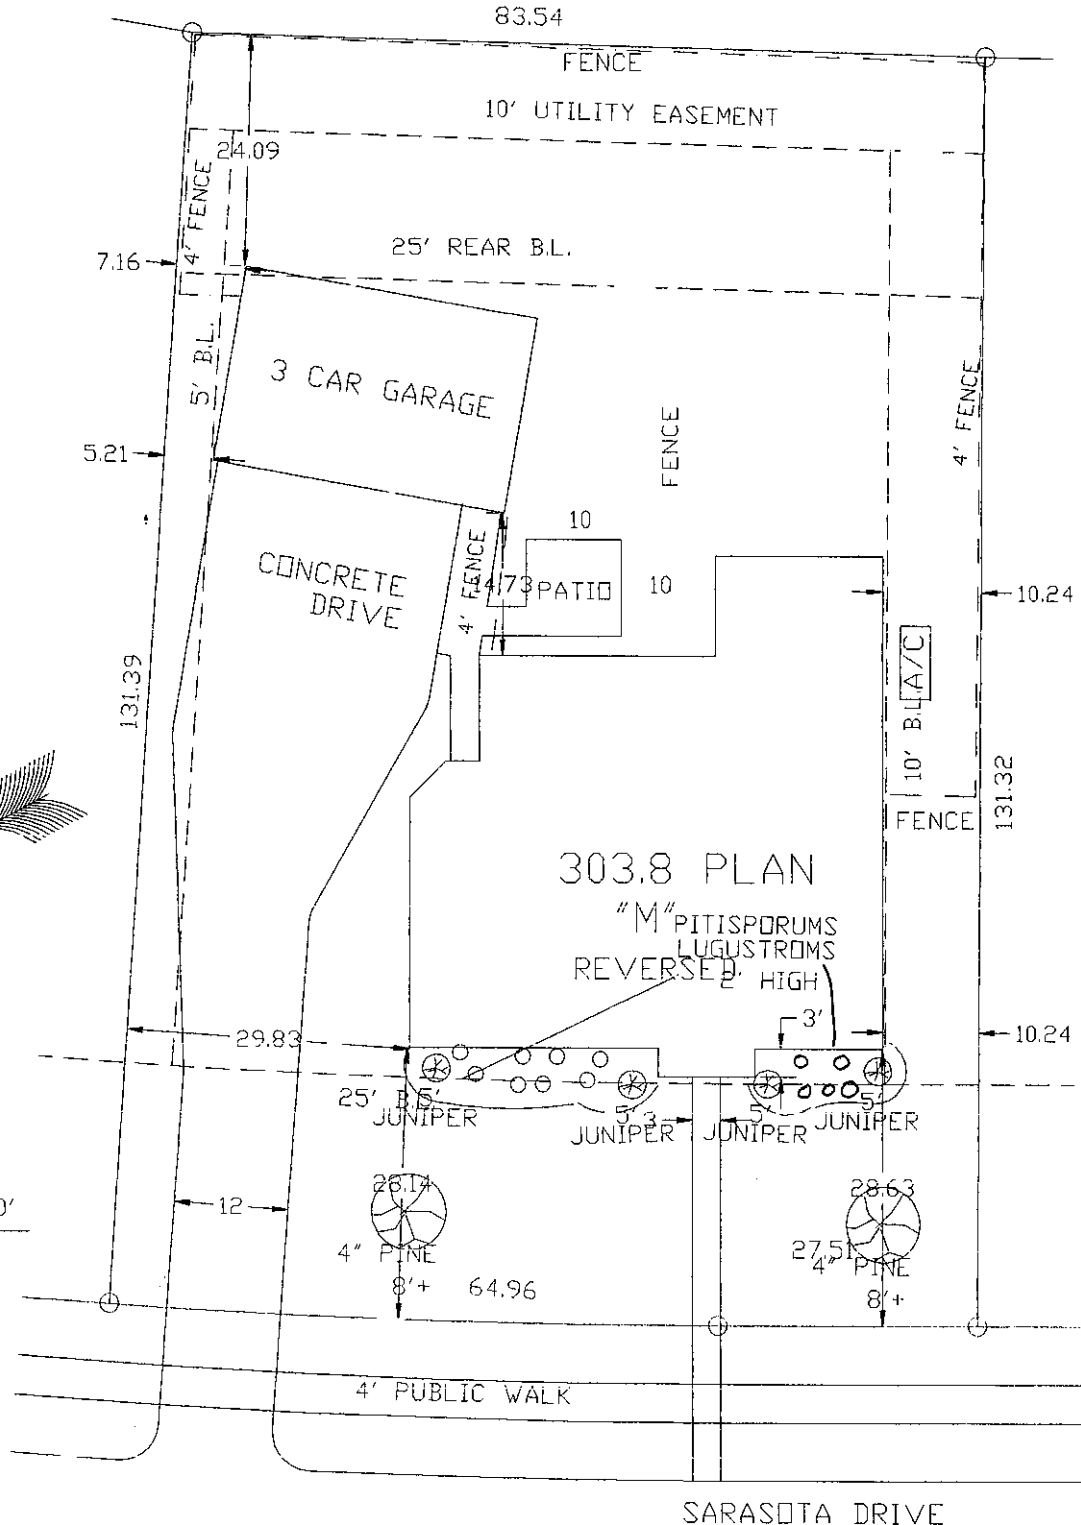 83.54
FENCE
10' UTILITY EASEMENT
24.09
4' FENCE
7.16
25' REAR B.L.
5' B.L.
3 CAR GARAGE
4' FENCE
FENCE
5.21
10
CONCRETE
DRIVE
4' FENCE
14.73
PATIO
10
10.24
A/C
10' B.L.
131.39
131.32
FENCE
303.8 PLAN
"M"
PITISPORUMS
LUGUSTROMS
REVERSED
2' HIGH
3'
29.83
10.24
25' B.
5'
JUNIPER
5'
JUNIPER
3
5'
JUNIPER
5'
JUNIPER
28.14
28.63
0'
12
4" PINE
8'+
64.96
27.51
4" PINE
8'+
4' PUBLIC WALK
SARASOTA DRIVE